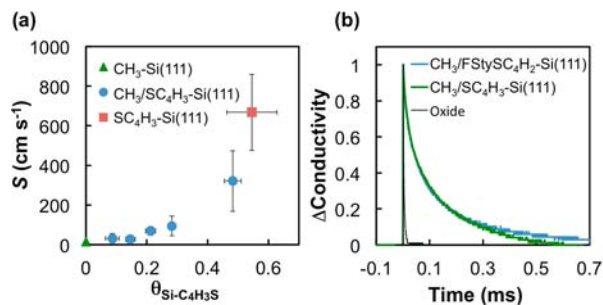 (a)
1000
800
600
400
200
0
S (cm s⁻¹)
CH₃-Si(111)
CH₃/SC₄H₃-Si(111)
SC₄H₃-Si(111)
0 0.2 0.4 0.6
θSi-C₄H₃S
(b)
1
0.8
0.6
0.4
0.2
0
ΔConductivity
CH₃/FStySC₄H₂-Si(111)
CH₃/SC₄H₃-Si(111)
Oxide
-0.1 0.1 0.3 0.5 0.7
Time (ms)